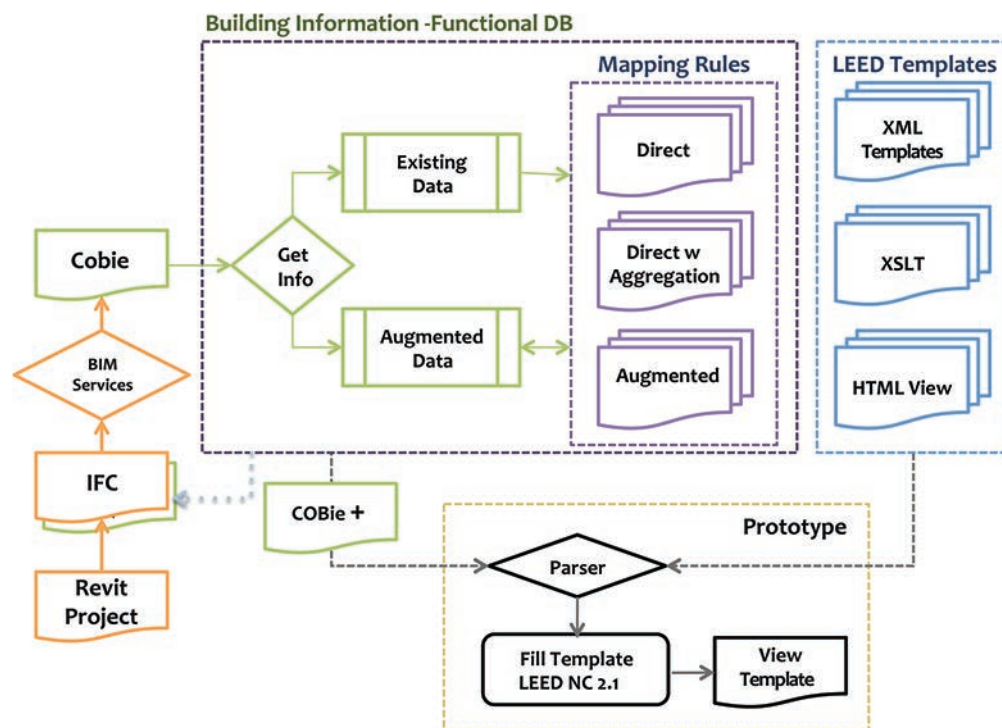 Building Information -Functional DB
Mapping Rules
LEED Templates
Existing
Data
Direct
XML
Templates
Cobie
Get
Info
Direct w
Aggregation
XSLT
Augmented
Data
Augmented
HTML View
BIM
Services
IFC
COBie +
Prototype
Parser
Revit
Project
Fill Template
LEED NC 2.1
View
Template